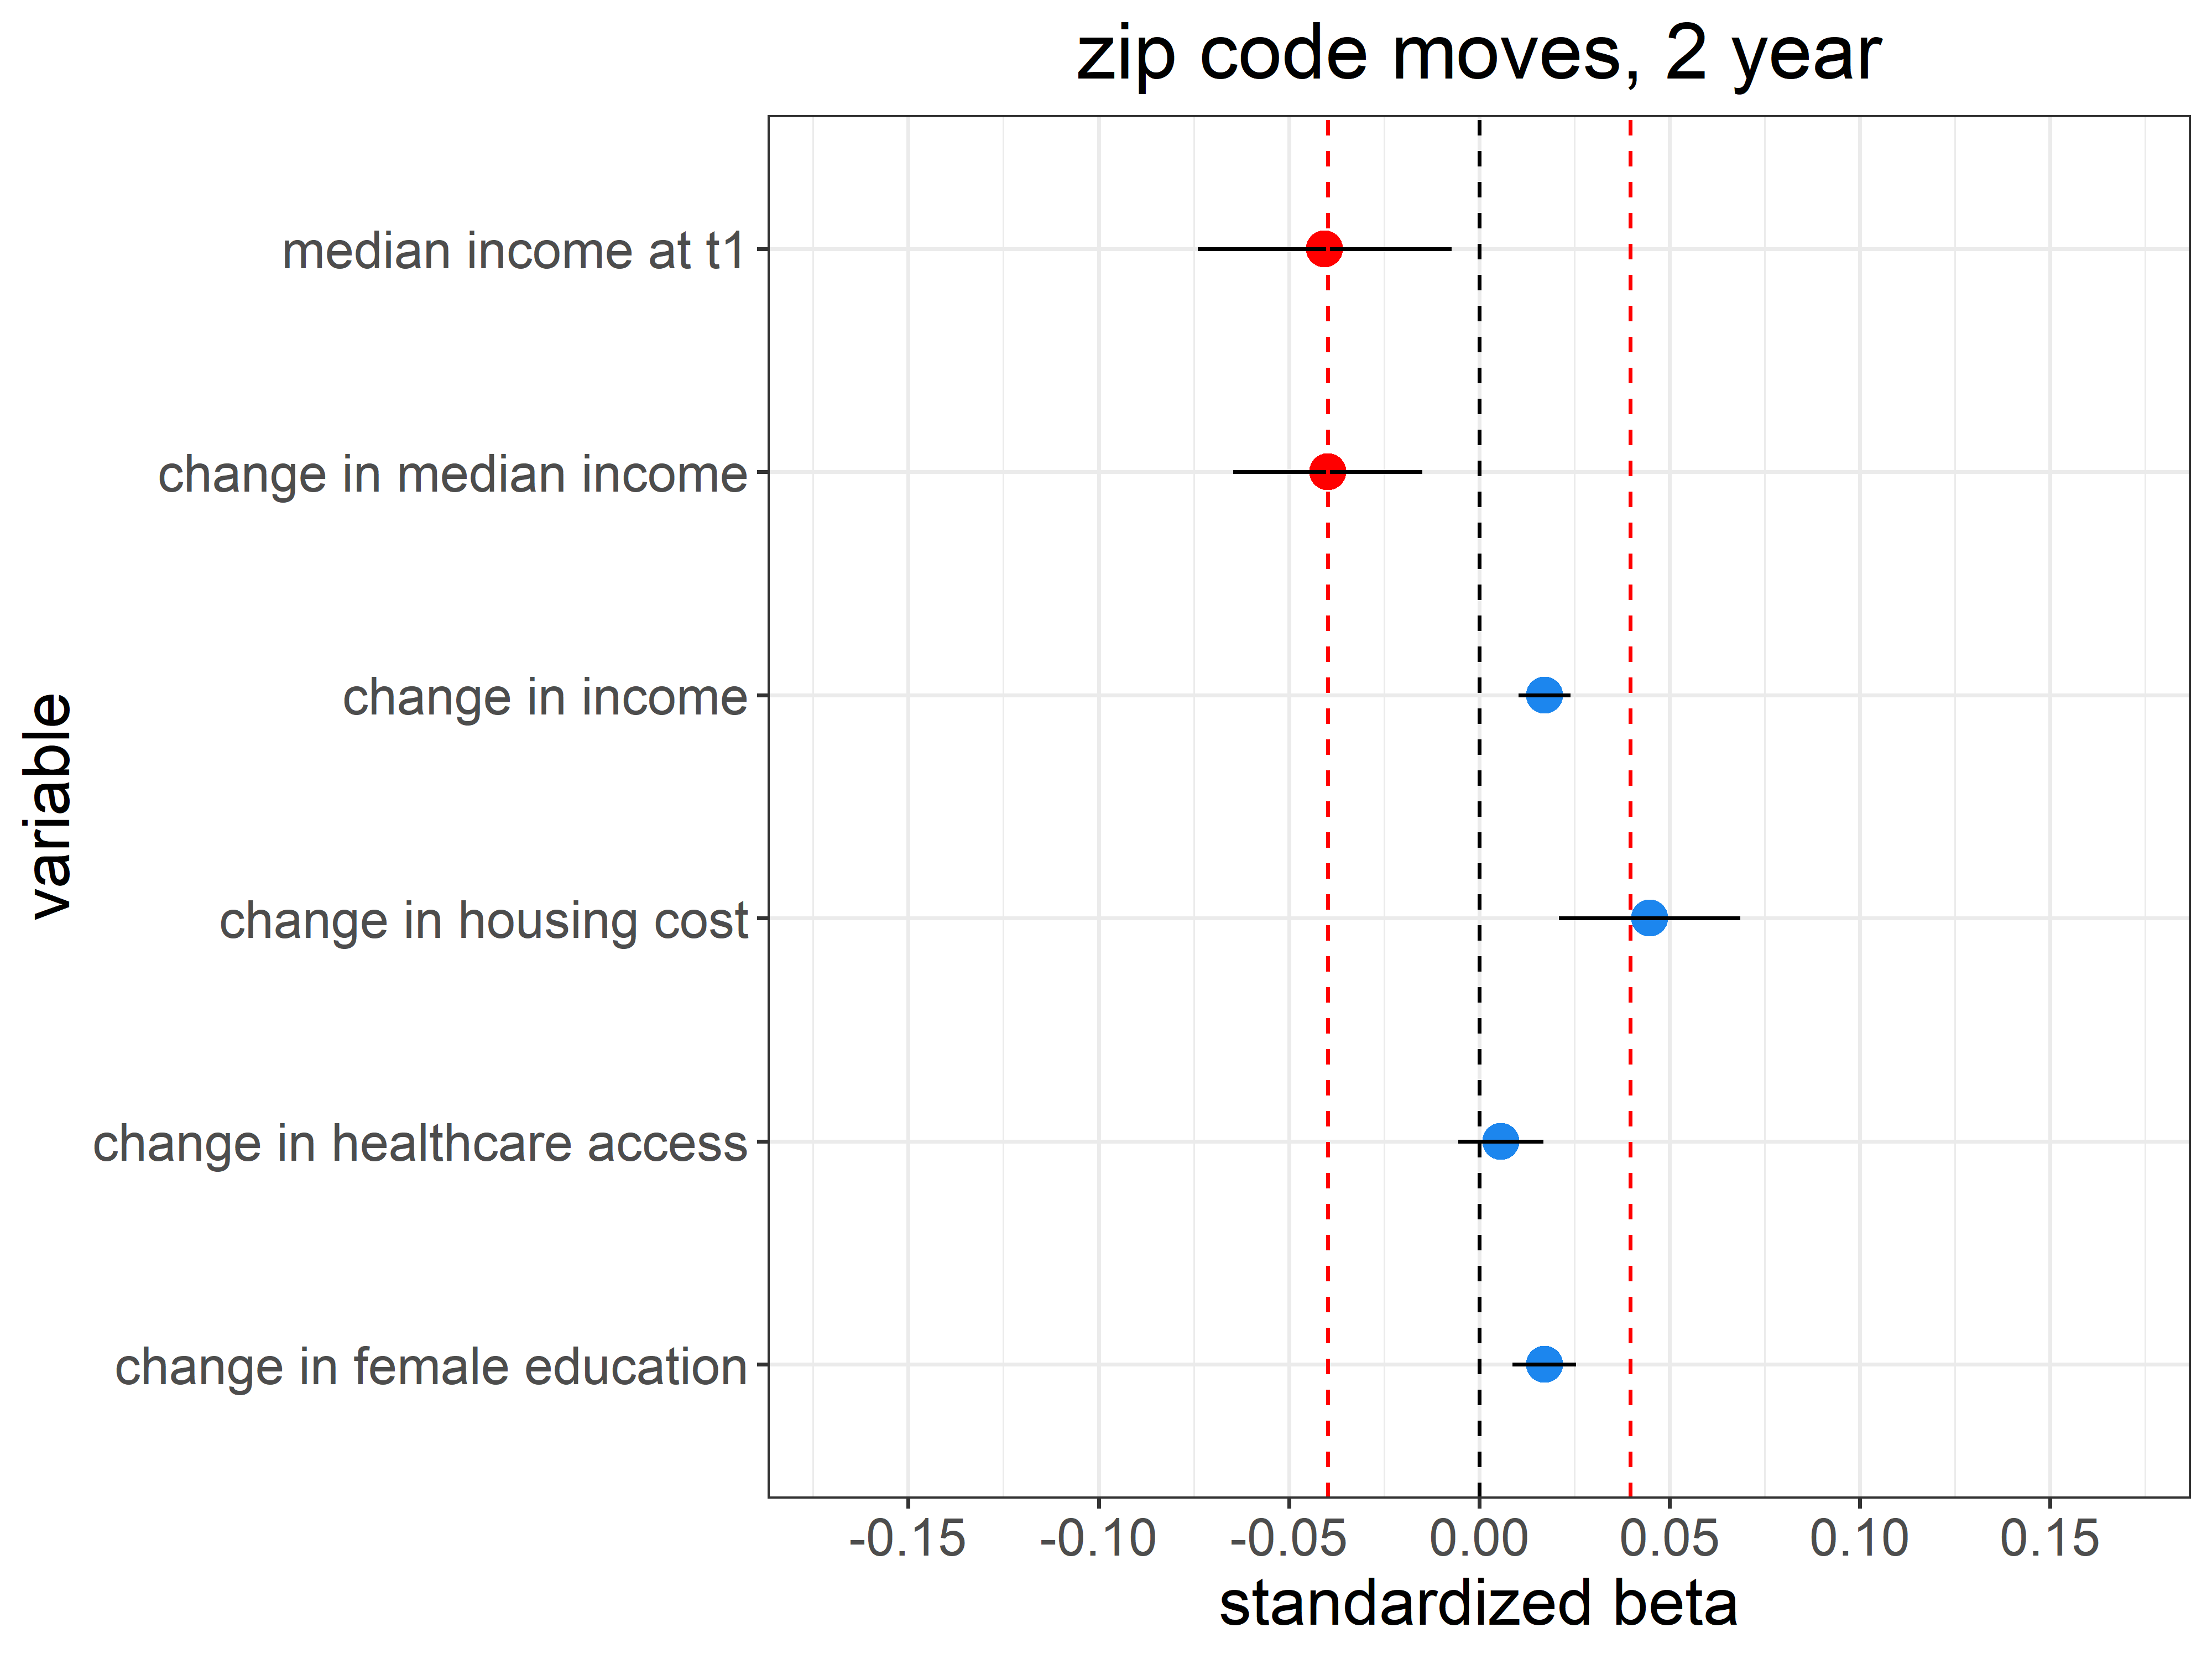 zip code moves, 2 year
variable
median income at t1
change in median income
change in income
change in housing cost
change in healthcare access
change in female education
-0.15 -0.10 -0.05 0.00 0.05 0.10 0.15
standardized beta